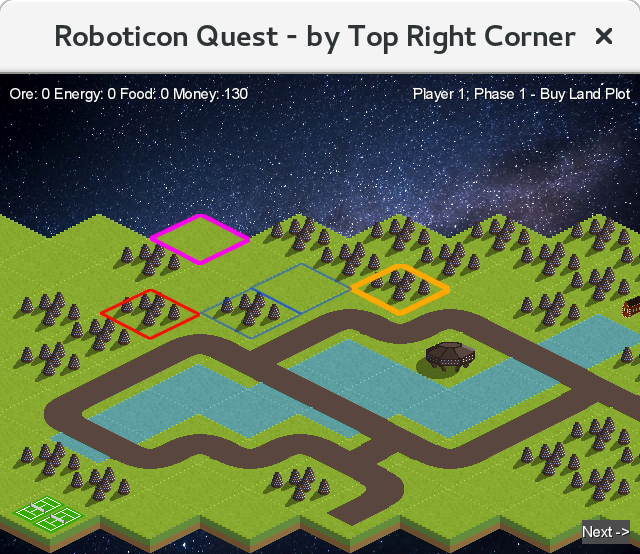 Roboticon Quest - by Top Right Corner
Ore: 0 Energy: 0 Food: 0 Money: 130
Player 1; Phase 1 - Buy Land Plot
Next ->